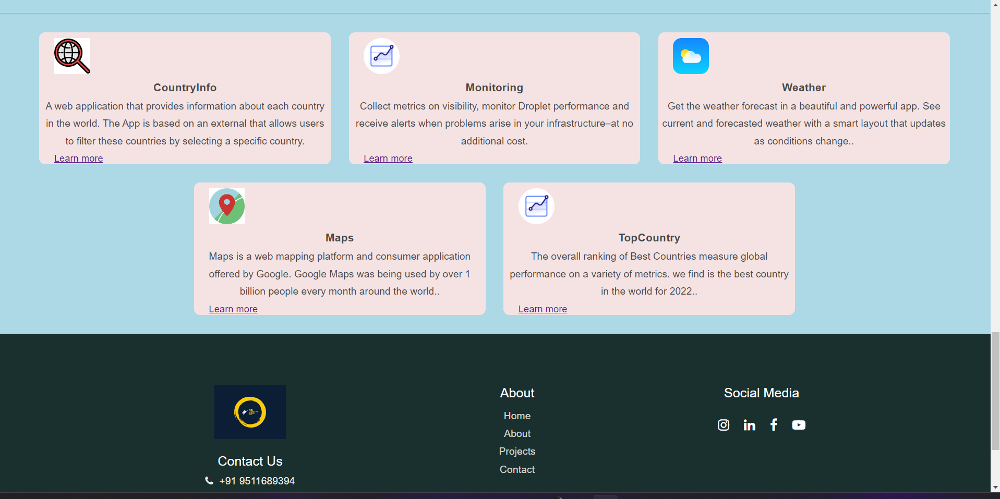 CountryInfo
A web application that provides information about each country
in the world. The App is based on an external that allows users
to filter these countries by selecting a specific country.
Learn more
Monitoring
Collect metrics on visibility, monitor Droplet performance and
receive alerts when problems arise in your infrastructure–at no
additional cost.
Learn more
Weather
Get the weather forecast in a beautiful and powerful app. See
current and forecasted weather with a smart layout that updates
as conditions change..
Learn more
Maps
Maps is a web mapping platform and consumer application
offered by Google. Google Maps was being used by over 1
billion people every month around the world..
Learn more
TopCountry
The overall ranking of Best Countries measure global
performance on a variety of metrics. we find is the best country
in the world for 2022..
Learn more
Contact Us
+91 9511689394
About
Home
About
Projects
Contact
Social Media